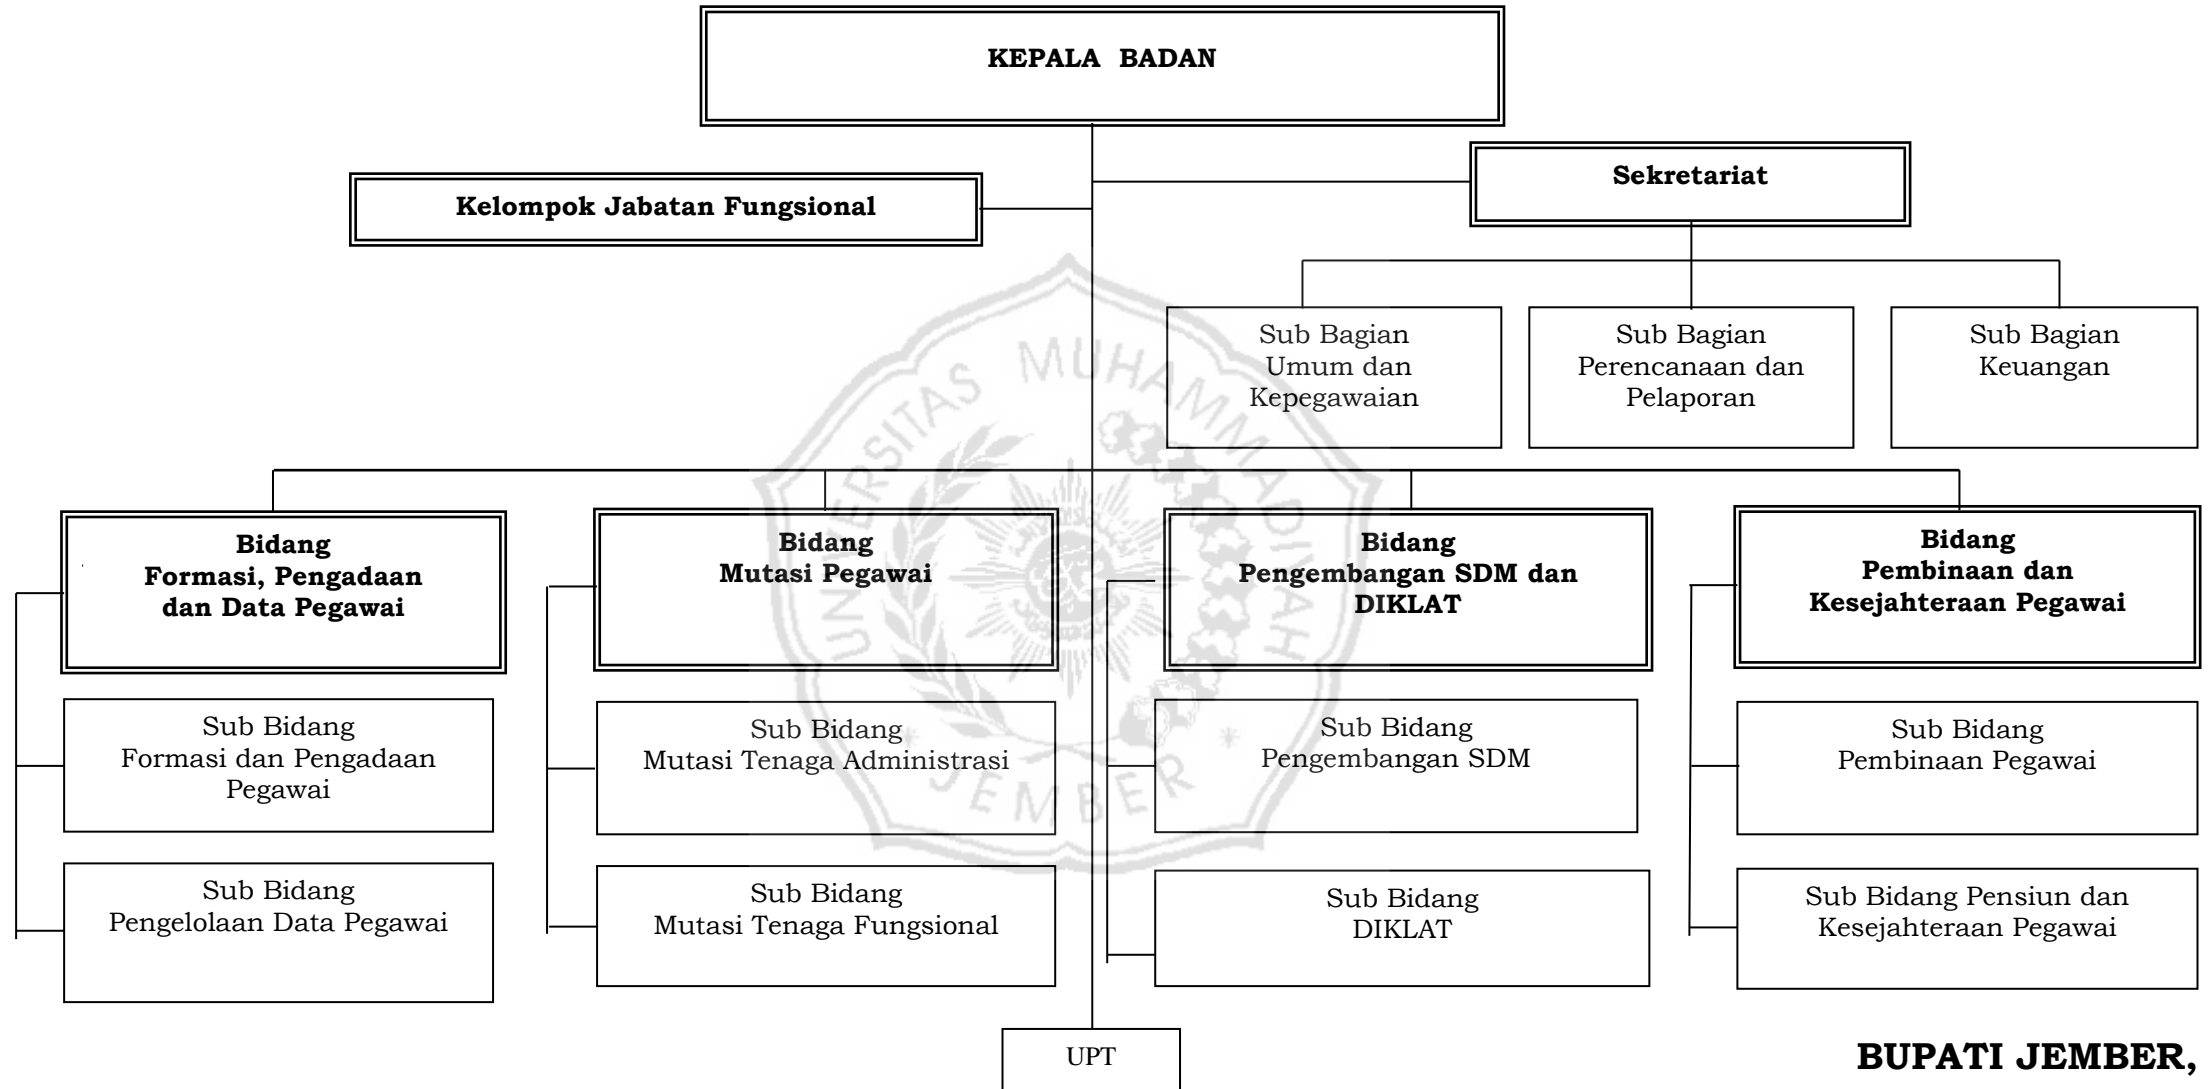 KEPALA BADAN
Sekretariat
Kelompok Jabatan Fungsional
Sub Bagian
Umum dan
Kepegawaian
Sub Bagian
Perencanaan dan
Pelaporan
Sub Bagian
Keuangan
Bidang
Formasi, Pengadaan
dan Data Pegawai
Bidang
Mutasi Pegawai
Bidang
Pengembangan SDM dan
DIKLAT
Bidang
Pembinaan dan
Kesejahteraan Pegawai
Sub Bidang
Formasi dan Pengadaan
Pegawai
Sub Bidang
Mutasi Tenaga Administrasi
Sub Bidang
Pengembangan SDM
Sub Bidang
Pembinaan Pegawai
Sub Bidang
Pengelolaan Data Pegawai
Sub Bidang
Mutasi Tenaga Fungsional
Sub Bidang
DIKLAT
Sub Bidang Pensiun dan
Kesejahteraan Pegawai
UPT
BUPATI JEMBER,
UNIVERSITAS MUHAMMADIYAH
* JEMBER *